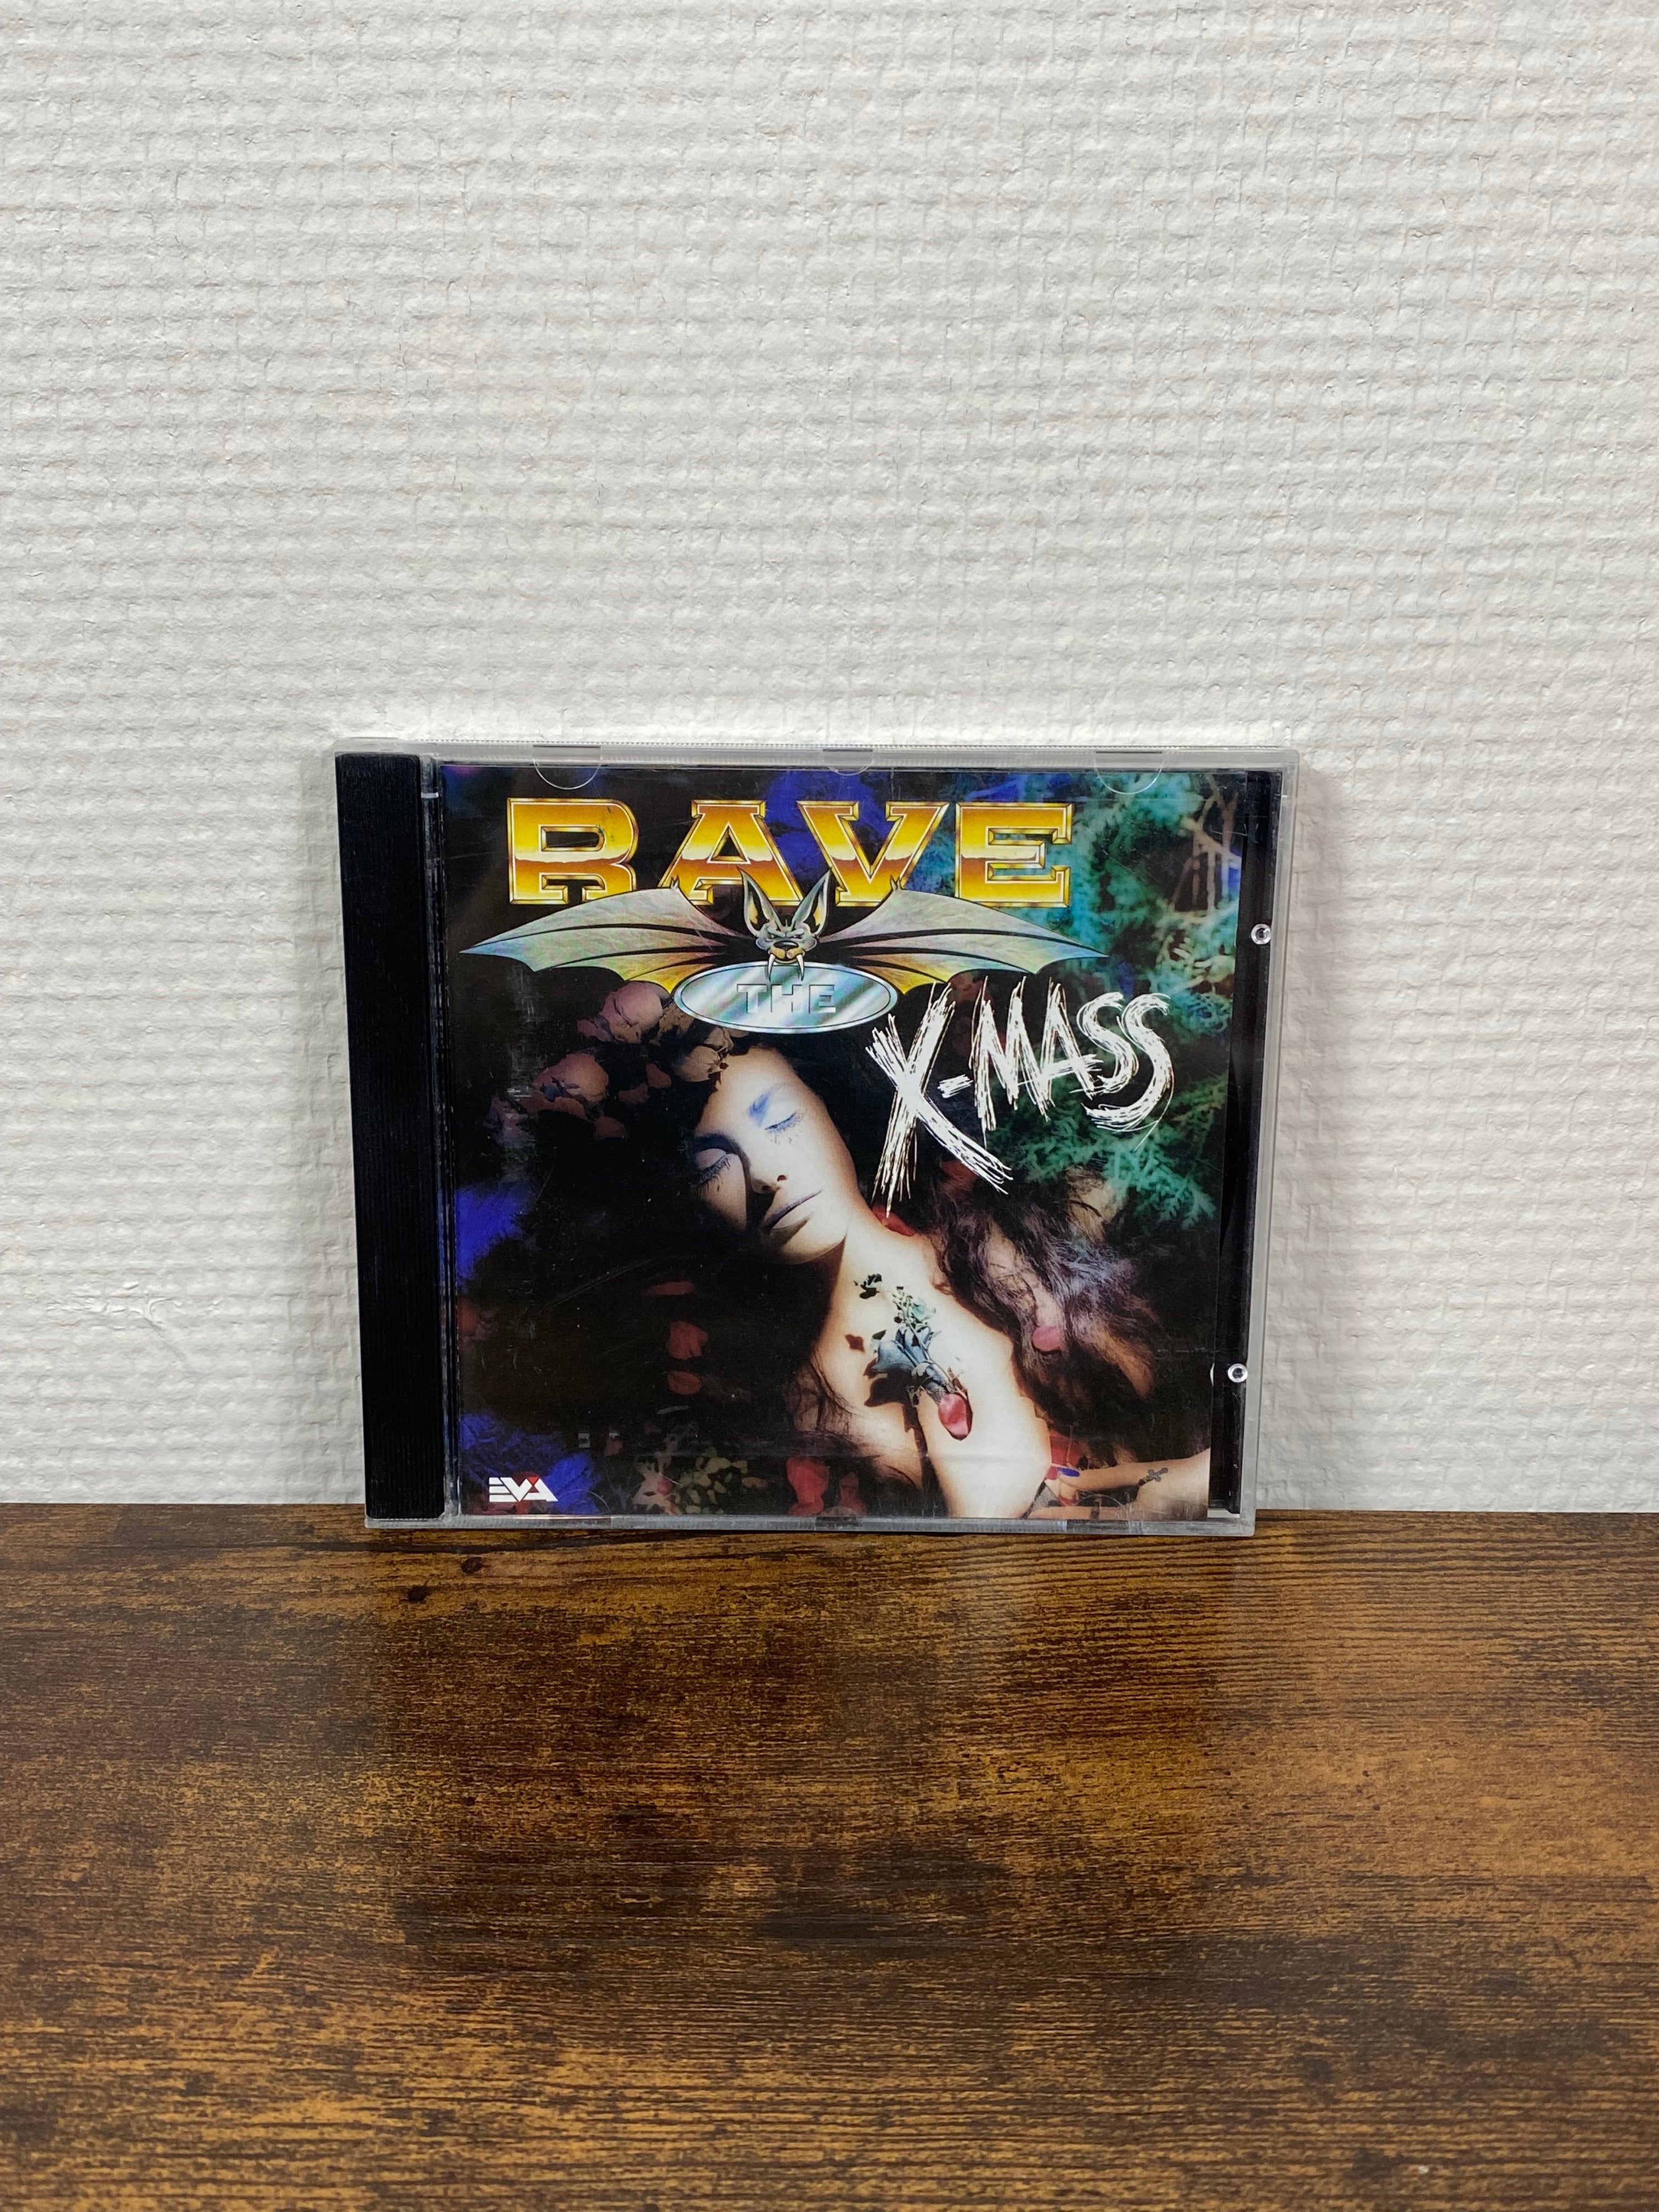 RAVE
THE
X-MASS
EVA